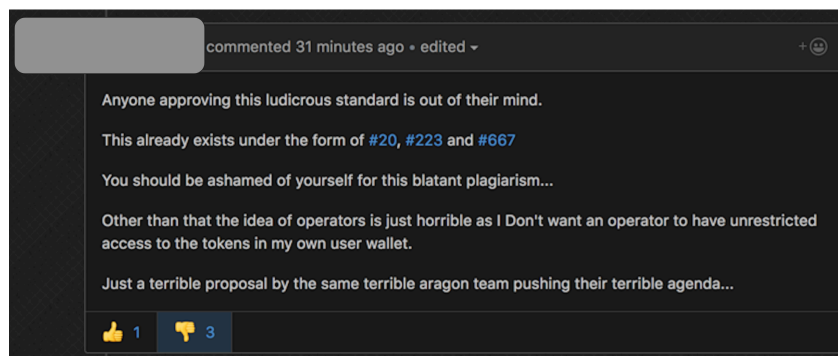 commented 31 minutes ago • edited
Anyone approving this ludicrous standard is out of their mind.
This already exists under the form of #20, #223 and #667
You should be ashamed of yourself for this blatant plagiarism...
Other than that the idea of operators is just horrible as I Don't want an operator to have unrestricted
access to the tokens in my own user wallet.
Just a terrible proposal by the same terrible aragon team pushing their terrible agenda...
👍 1 👎 3